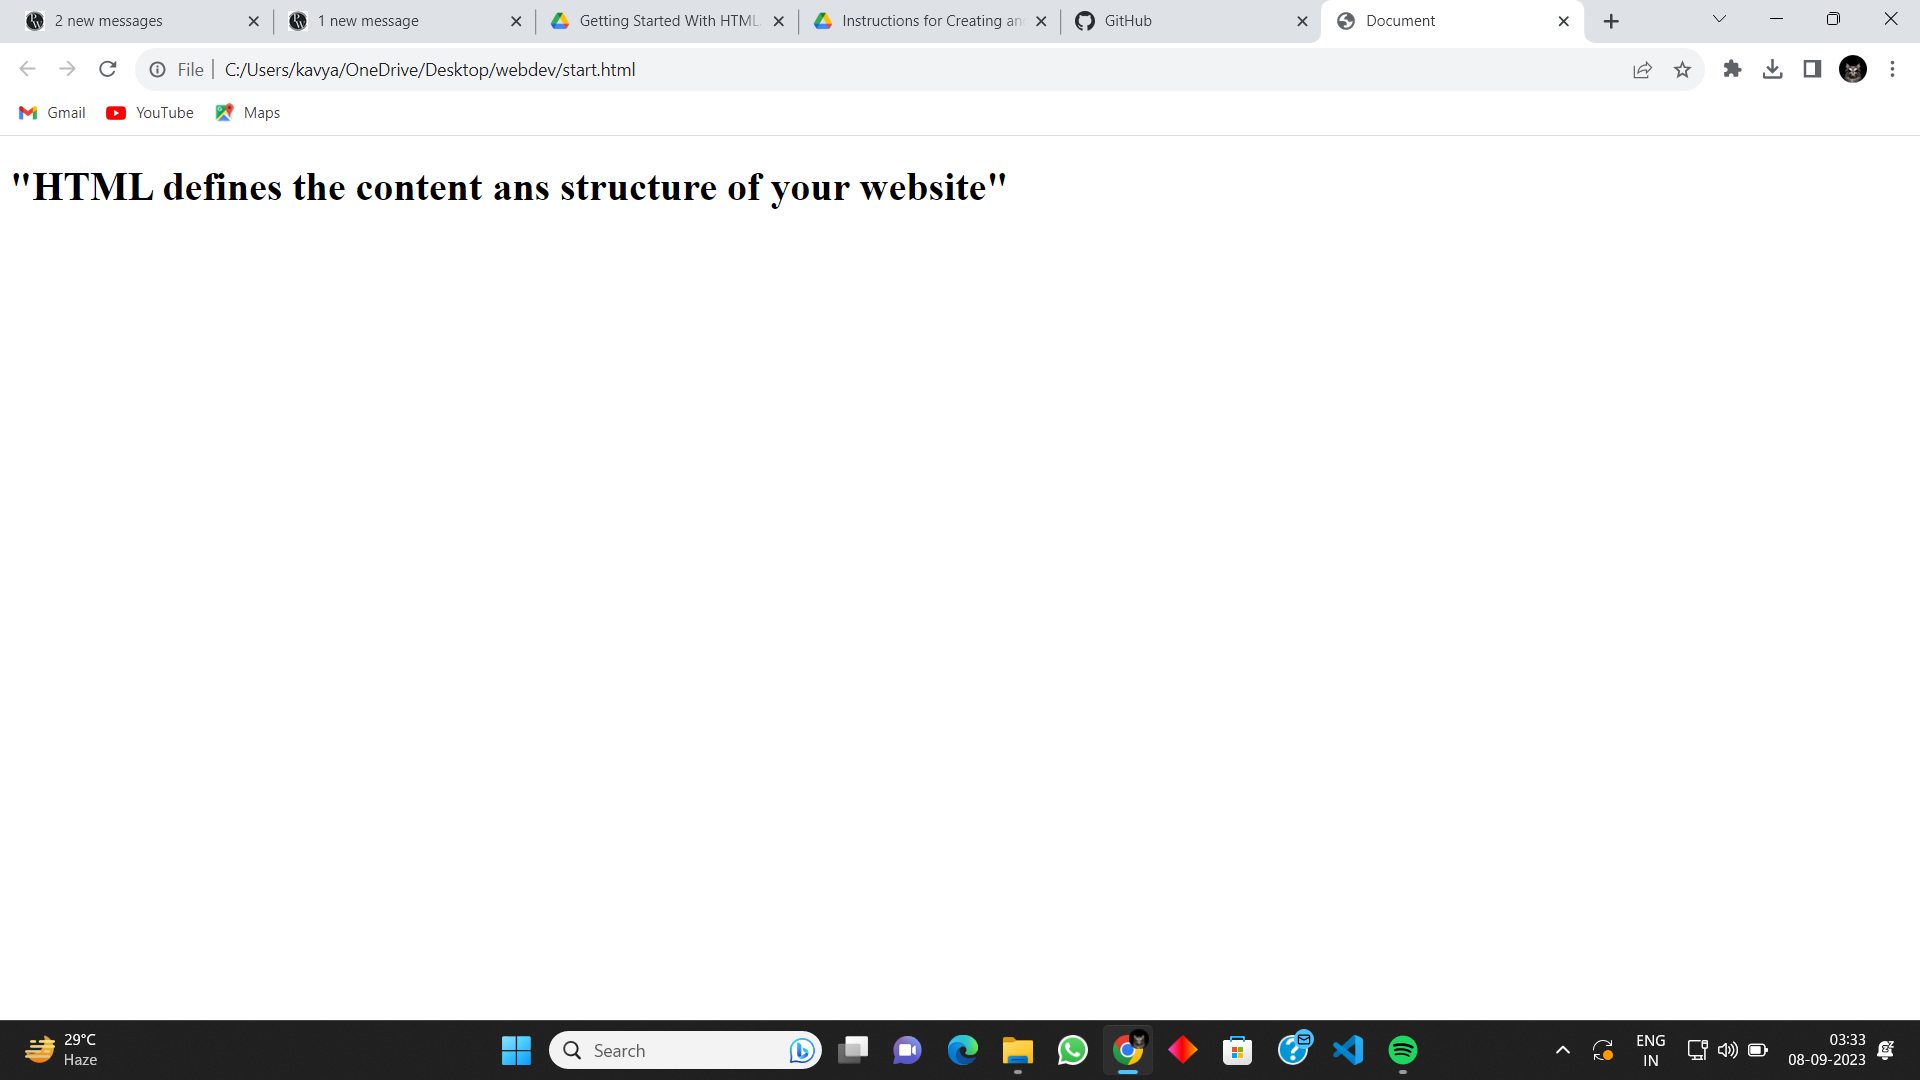 2 new messages
1 new message
Getting Started With HTML.
Instructions for Creating an
GitHub
Document
File
C:/Users/kavya/OneDrive/Desktop/webdev/start.html
Gmail
YouTube
Maps
"HTML defines the content ans structure of your website"
29°C
Haze
Search
ENG
IN
03:33
08-09-2023